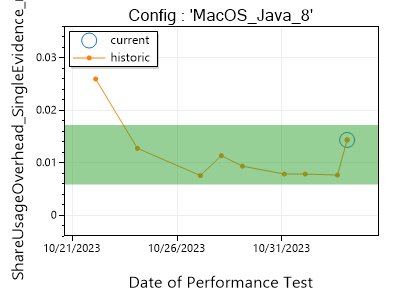 Config : 'MacOS_Java_8'
current
historic
ShareUsageOverhead_SingleEvidence_
0.03
0.02
0.01
0
10/21/2023
10/26/2023
10/31/2023
Date of Performance Test